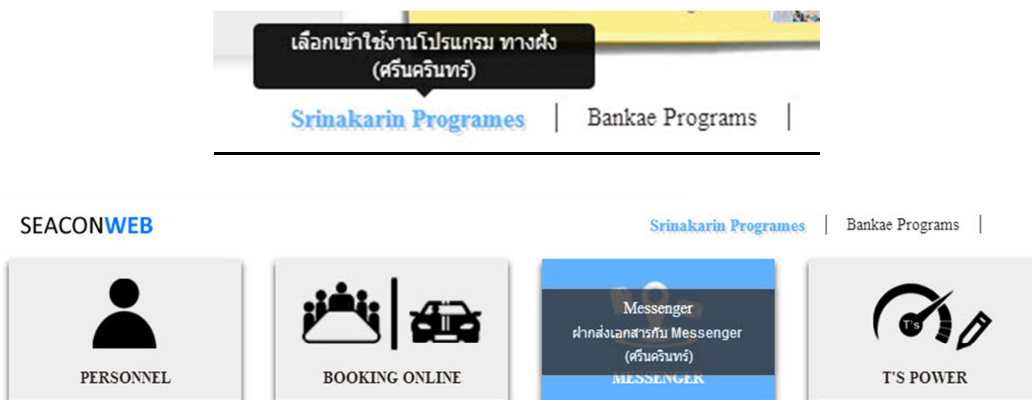 เลือกเข้าใช้งานโปรแกรม ทางฝั่ง
(ศรีนครินทร์)
Srinakarin Programes | Bankae Programs |
SEACONWEB
Srinakarin Programes | Bankae Programs |
Messenger
ฝากส่งเอกสารกับ Messenger
(ศรีนครินทร์)
T's
PERSONNEL
BOOKING ONLINE
MESSENGER
T'S POWER